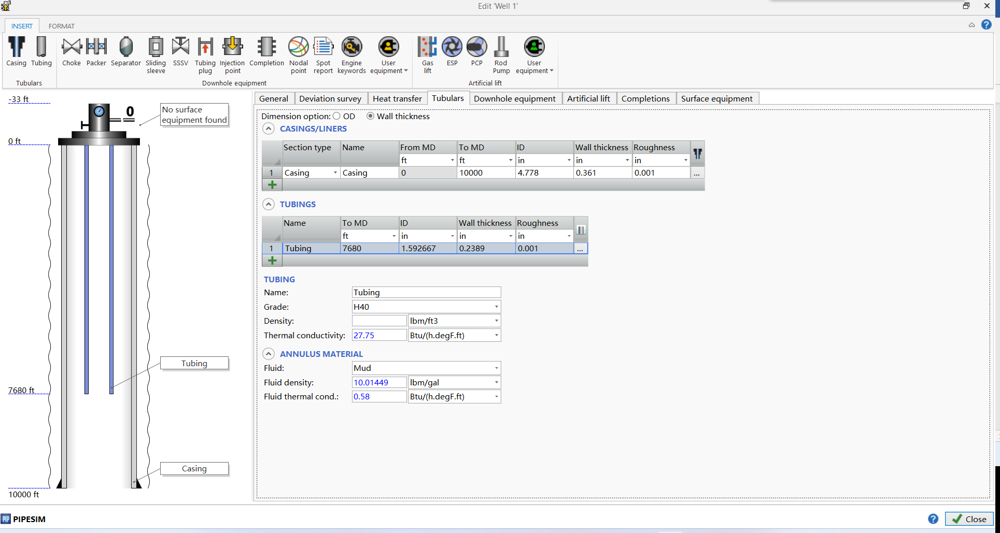 Edit 'Well 1'
INSERT FORMAT
Casing Tubing Choke Packer Separator Sliding sleeve SSSV Tubing plug Injection point Completion Nodal point Spot report Engine keywords User equipment Gas lift ESP PCP Rod Pump User equipment
Tubulars Downhole equipment Artificial lift
-33 ft
0
No surface
equipment found
0 ft
Tubing
7680 ft
Casing
10000 ft
General Deviation survey Heat transfer Tubulars Downhole equipment Artificial lift Completions Surface equipment
Dimension option: OD Wall thickness
CASINGS/LINERS
Section type Name From MD To MD ID Wall thickness Roughness
ft ft in in in
1 Casing Casing 0 10000 4.778 0.361 0.001 ...
TUBINGS
Name To MD ID Wall thickness Roughness
ft in in in
1 Tubing 7680 1.592667 0.2389 0.001 ...
TUBING
Name: Tubing
Grade: H40
Density: lbm/ft3
Thermal conductivity: 27.75 Btu/(h.degF.ft)
ANNULUS MATERIAL
Fluid: Mud
Fluid density: 10.01449 lbm/gal
Fluid thermal cond.: 0.58 Btu/(h.degF.ft)
PIP PIPESIM
? Close